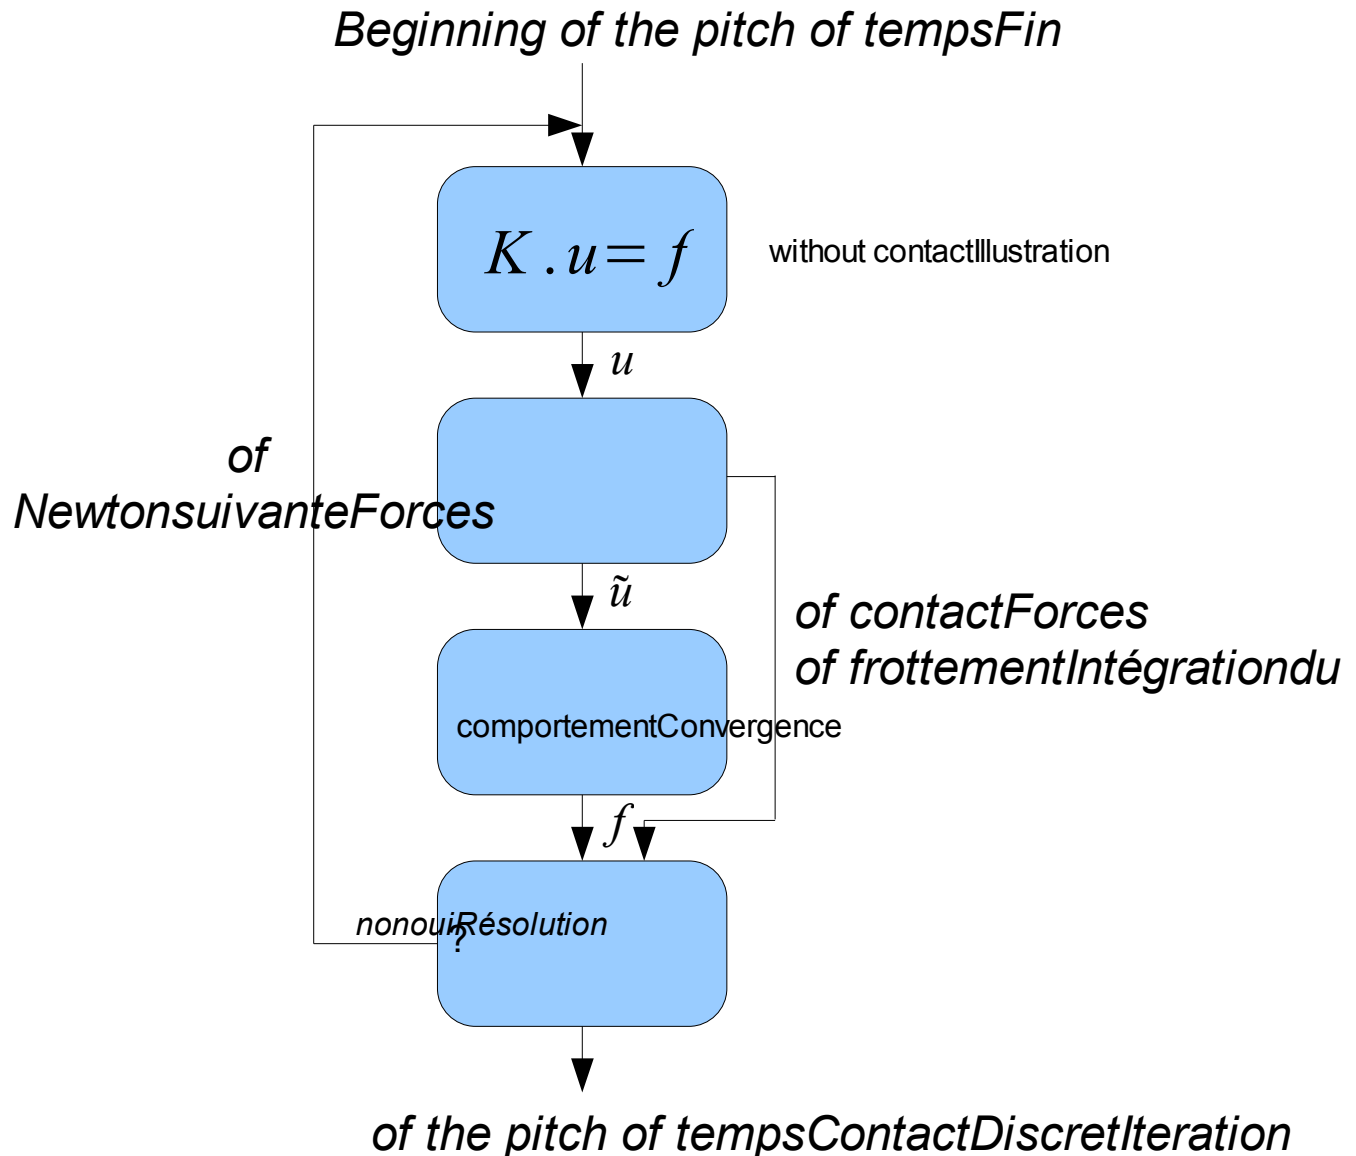 Beginning of the pitch of tempsFin
K . u = f
without contactIllustration
u
of
NewtonsuivanteForces
ũ
of contactForces
of frottementIntégrationdu
comportementConvergence
f
nonouiRésolution
?
of the pitch of tempsContactDiscretIteration